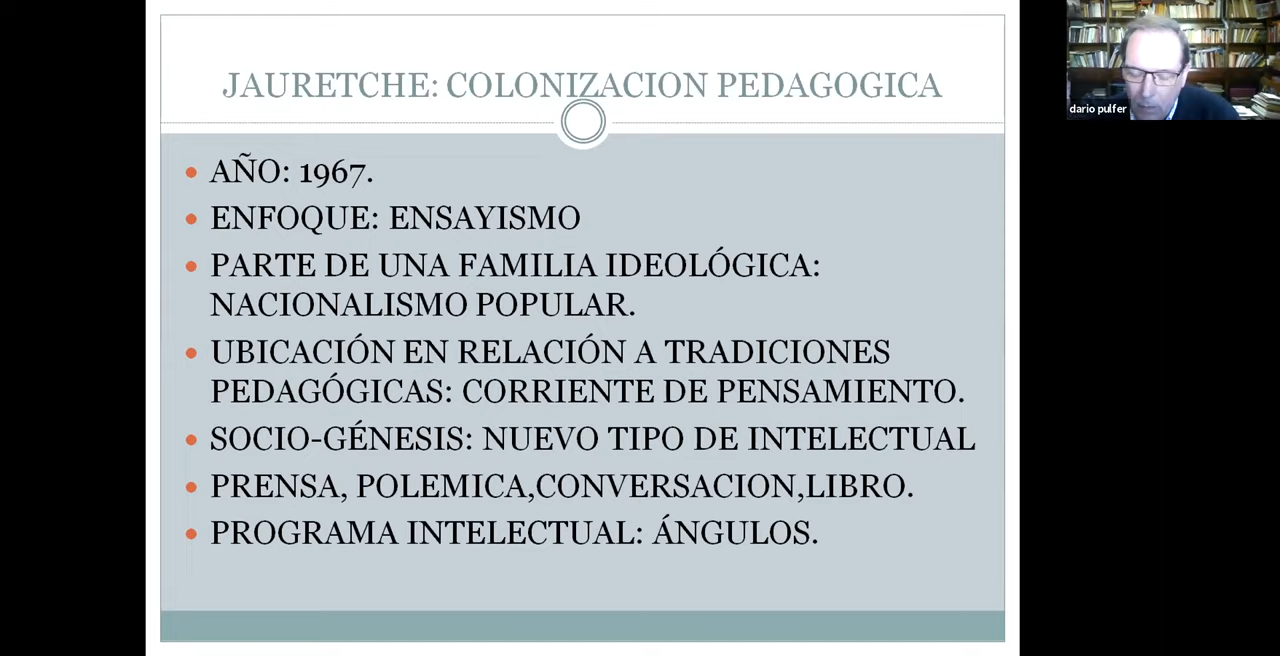 JAURETCHE: COLONIZACION PEDAGOGICA
AÑO: 1967.
ENFOQUE: ENSAYISMO
PARTE DE UNA FAMILIA IDEOLÓGICA:
NACIONALISMO POPULAR.
UBICACIÓN EN RELACIÓN A TRADICIONES
PEDAGÓGICAS: CORRIENTE DE PENSAMIENTO.
SOCIO-GÉNESIS: NUEVO TIPO DE INTELECTUAL
PRENSA, POLEMICA,CONVERSACION,LIBRO.
PROGRAMA INTELECTUAL: ÁNGULOS.
dario pulfer